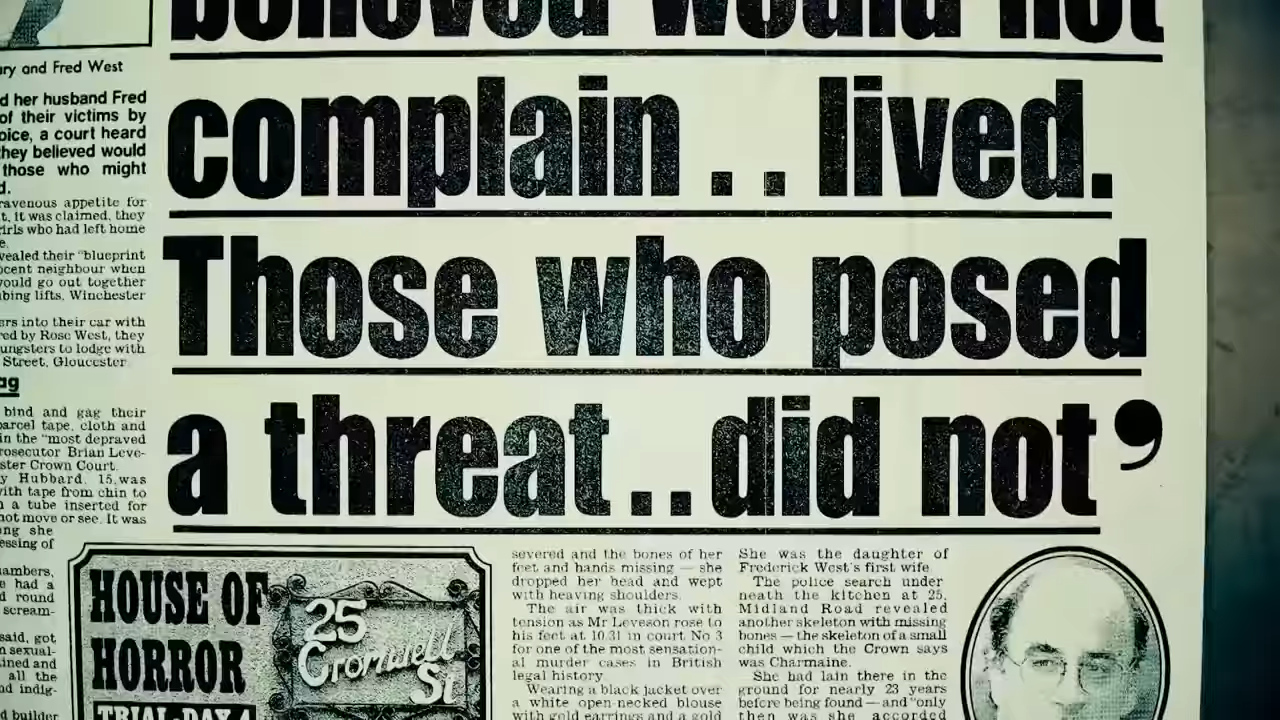 believed would not
complain . . lived.
Those who posed
a threat. . did not’
ry and Fred West
d her husband Fred
of their victims by
oice, a court heard
they believed would
those who might
d.
ravenous appetite for
t, it was claimed, they
girls who had left home
e.
vealed their "blueprint
ocent neighbour when
would go out together
bing lifts, Winchester
ers into their car with
red by Rose West, they
ungsters to lodge with
Street, Gloucester.
ag
bind and gag their
parcel tape, cloth and
in the "most depraved
rosecutor Brian Leve-
ster Crown Court.
y Hubbard, 15, was
with tape from chin to
a tube inserted for
not move or see. It was
ong she
essing of
ambers,
e had a
d round
scream-
said, got
n sexual-
ined and
all the
nd indig-
d builder
HOUSE OF
HORROR
TRIAL-DAY 4
25
Cromwell
St
severed and the bones of her
feet and hands missing — she
dropped her head and wept
with heaving shoulders.
The air was thick with
tension as Mr Leveson rose to
his feet at 10.31 in court No 3
for one of the most sensation-
al murder cases in British
legal history.
Wearing a black jacket over
a white open-necked blouse
with gold earrings and a gold
She was the daughter of
Frederick West's first wife.
The police search under
neath the kitchen at 25,
Midland Road revealed
another skeleton with missing
bones — the skeleton of a small
child which the Crown says
was Charmaine.
She had lain there in the
ground for nearly 23 years
before being found — and "only
then was she accorded